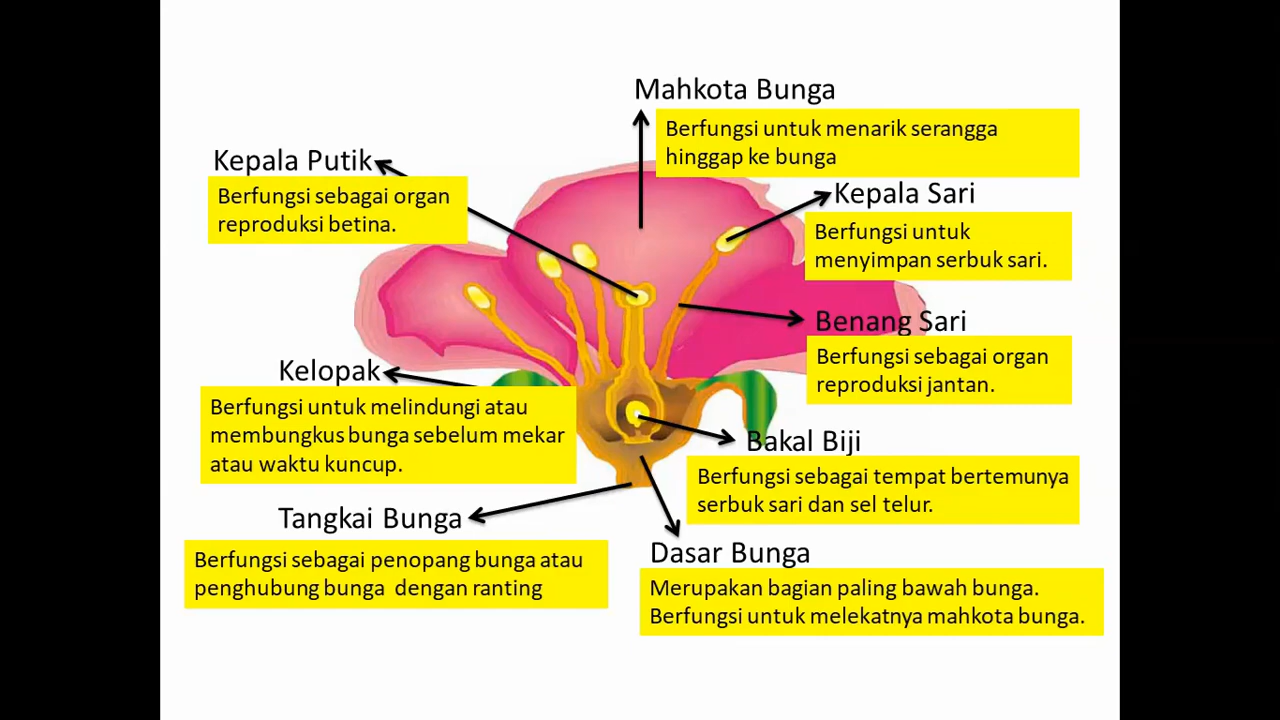 Mahkota Bunga
Berfungsi untuk menarik serangga
hinggap ke bunga
Kepala Putik
Berfungsi sebagai organ
reproduksi betina.
Kepala Sari
Berfungsi untuk
menyimpan serbuk sari.
Benang Sari
Berfungsi sebagai organ
reproduksi jantan.
Kelopak
Berfungsi untuk melindungi atau
membungkus bunga sebelum mekar
atau waktu kuncup.
Bakal Biji
Berfungsi sebagai tempat bertemunya
serbuk sari dan sel telur.
Tangkai Bunga
Berfungsi sebagai penopang bunga atau
penghubung bunga  dengan ranting
Dasar Bunga
Merupakan bagian paling bawah bunga.
Berfungsi untuk melekatnya mahkota bunga.